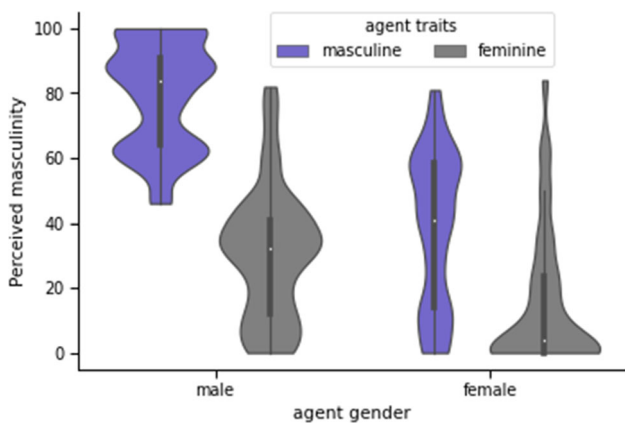 agent traits
masculine feminine
100
80
60
40
20
0
Perceived masculinity
male female
agent gender